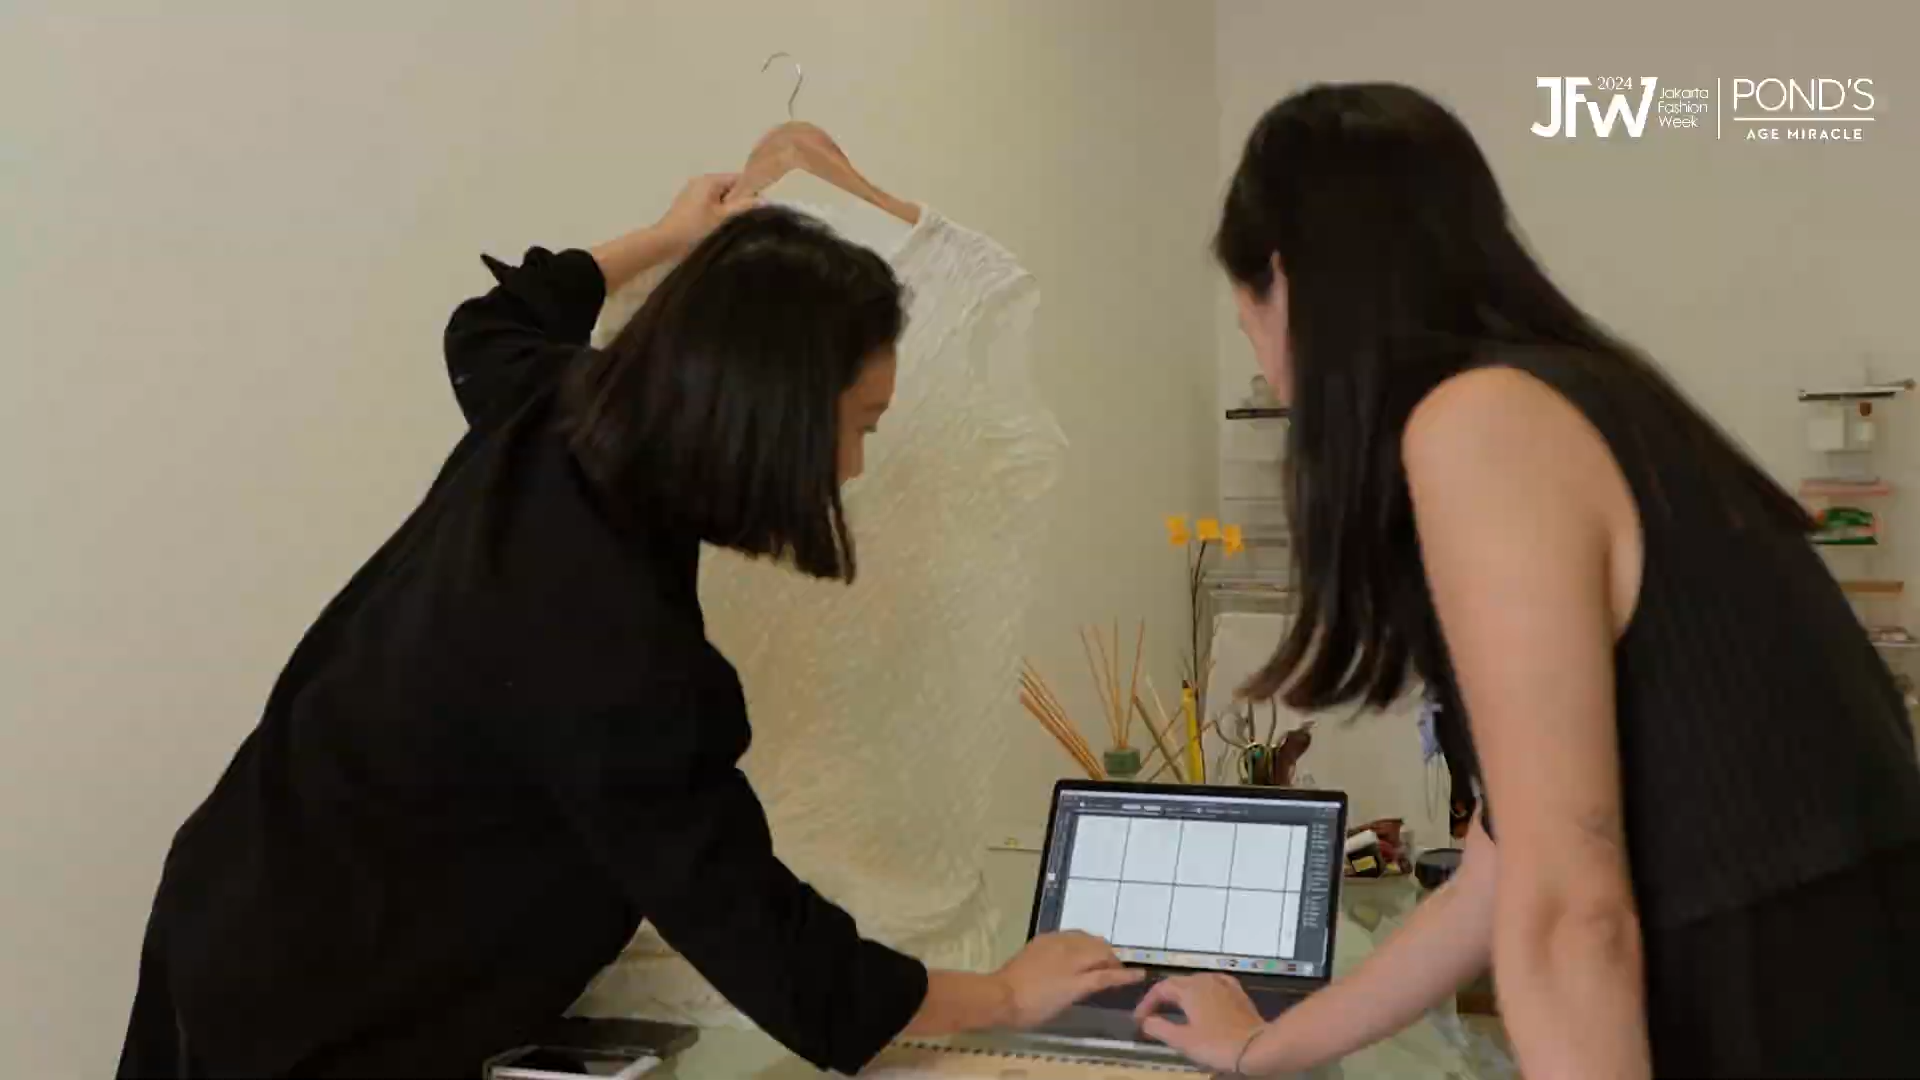 JFW 2024
Jakarta
Fashion
Week
POND'S
AGE MIRACLE